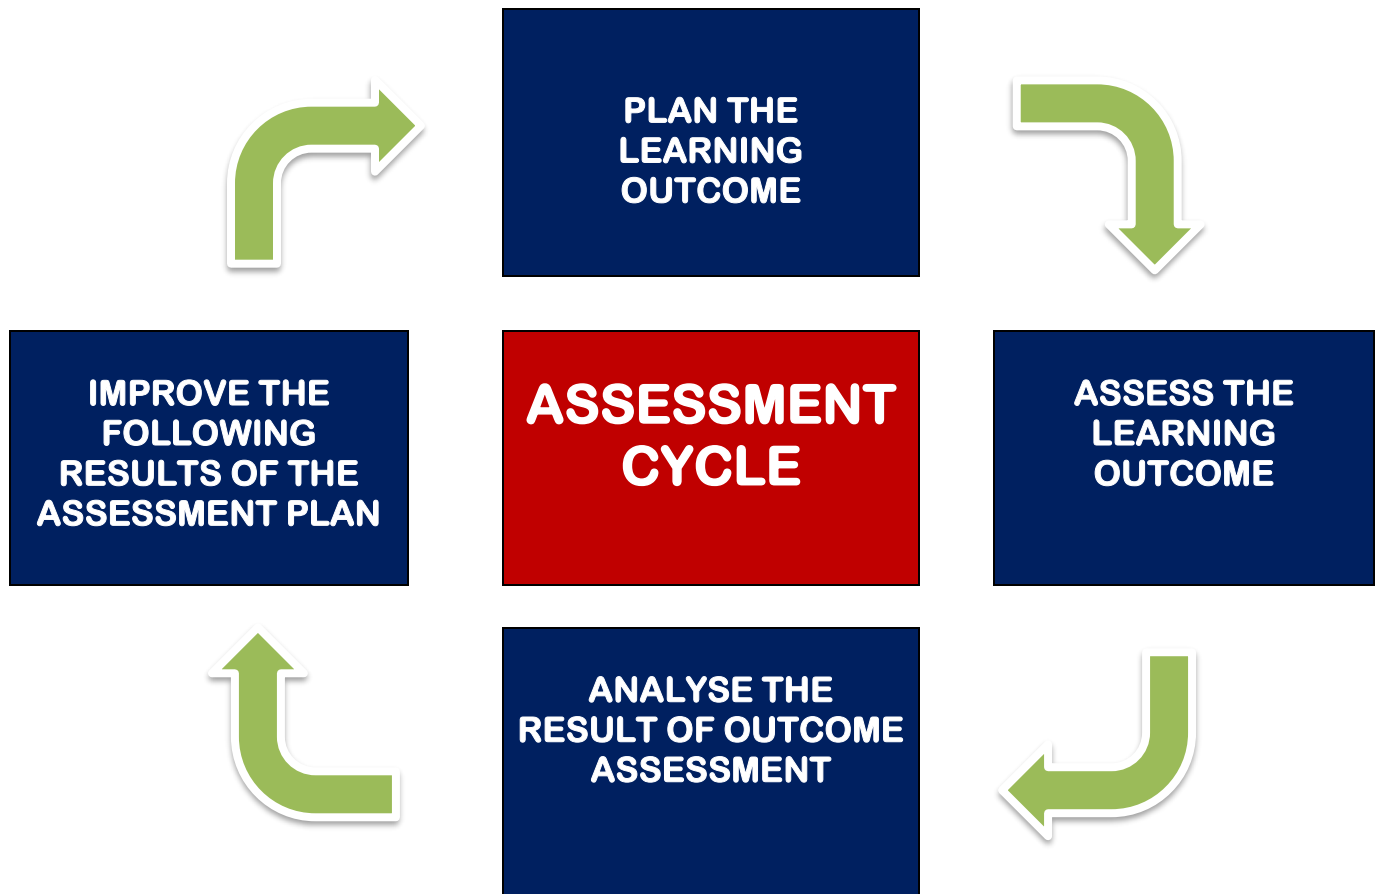 PLAN THE
LEARNING
OUTCOME
IMPROVE THE
FOLLOWING
RESULTS OF THE
ASSESSMENT PLAN
ASSESSMENT
CYCLE
ASSESS THE
LEARNING
OUTCOME
ANALYSE THE
RESULT OF OUTCOME
ASSESSMENT